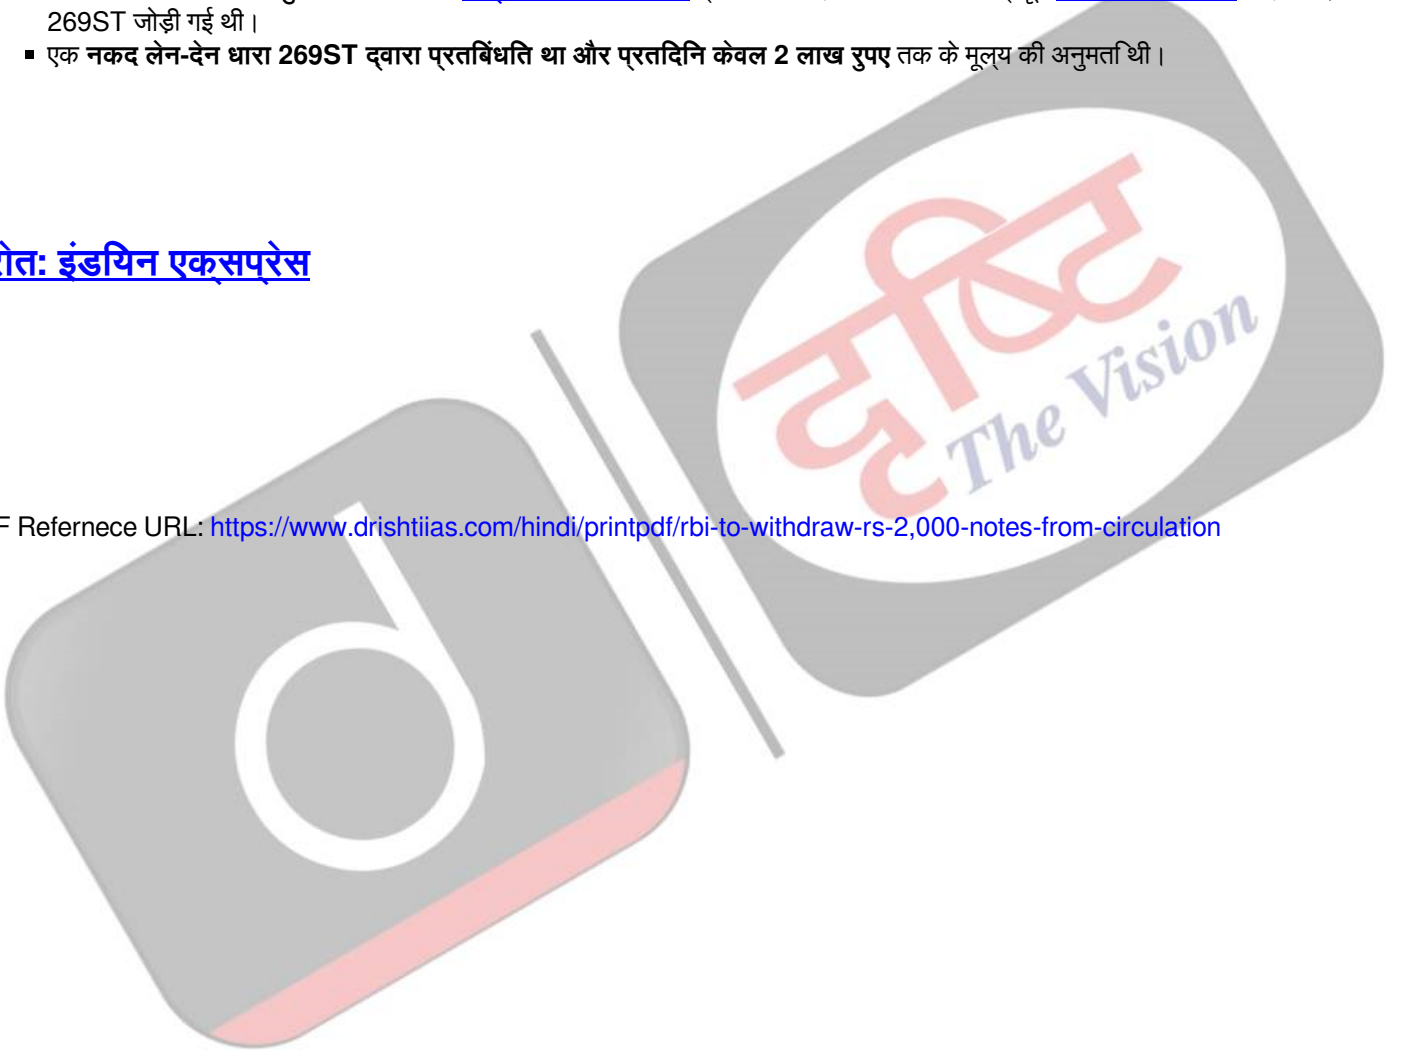 269ST जोड़ी गई थी।
▪ एक नकद लेन-देन धारा 269ST द्वारा प्रतिबंधित था और प्रतिदिन केवल 2 लाख रुपए तक के मूल्य की अनुमति थी।
रोत: इंडियन एक्सप्रेस
दृष्टि
The Vision
d
F Refernece URL: https://www.drishtiias.com/hindi/printpdf/rbi-to-withdraw-rs-2,000-notes-from-circulation